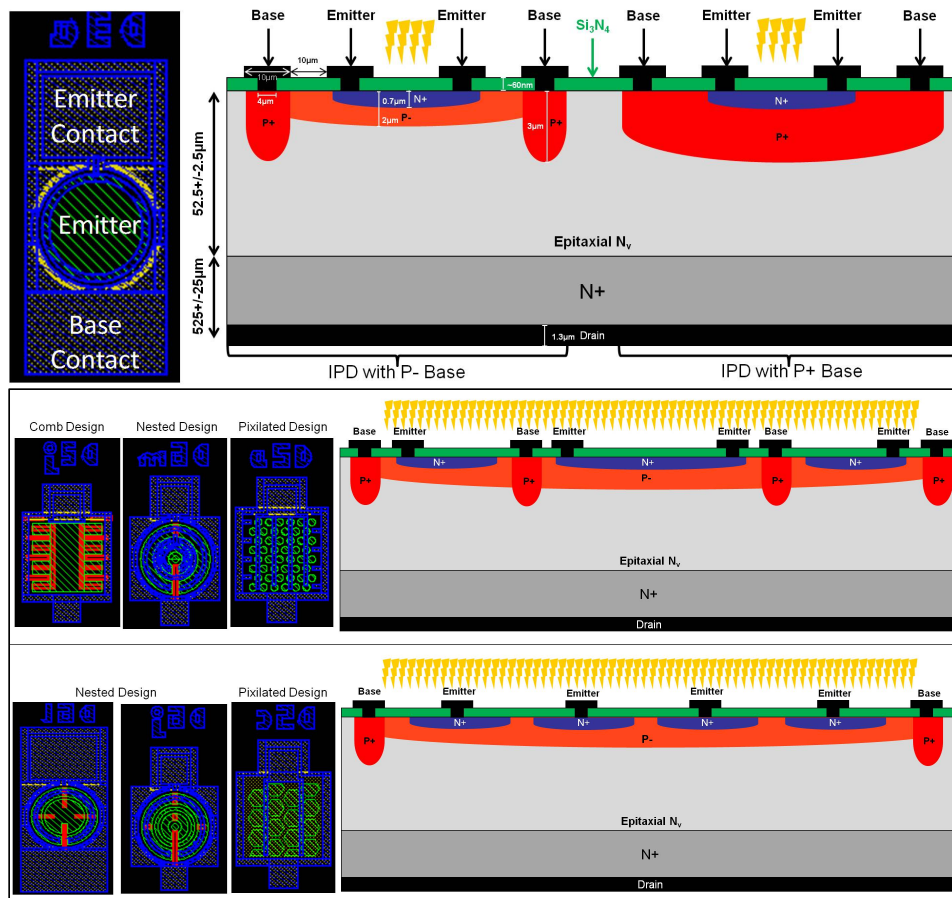 Base Emitter Emitter Base Si₃N₄ Base Emitter Emitter Base
Emitter
Contact
Emitter
Base
Contact
10µm
10µm
~60nm
4µm
0.7µm N+
N+
P+
P-
2µm
3µm
P+
P+
52.5+/-2.5µm
Epitaxial Nᵥ
525+/-25µm
N+
1.3µm Drain
IPD with P- Base
IPD with P+ Base
Comb Design
Nested Design
Pixilated Design
Base Emitter Base Emitter Emitter Base Emitter Base
N+ N+ N+
P+ P+ P- P+ P+
Epitaxial Nᵥ
N+
Drain
Nested Design
Pixilated Design
Base Emitter Emitter Emitter Emitter Base
N+ N+ N+ N+
P+ P- P+
Epitaxial Nᵥ
N+
Drain